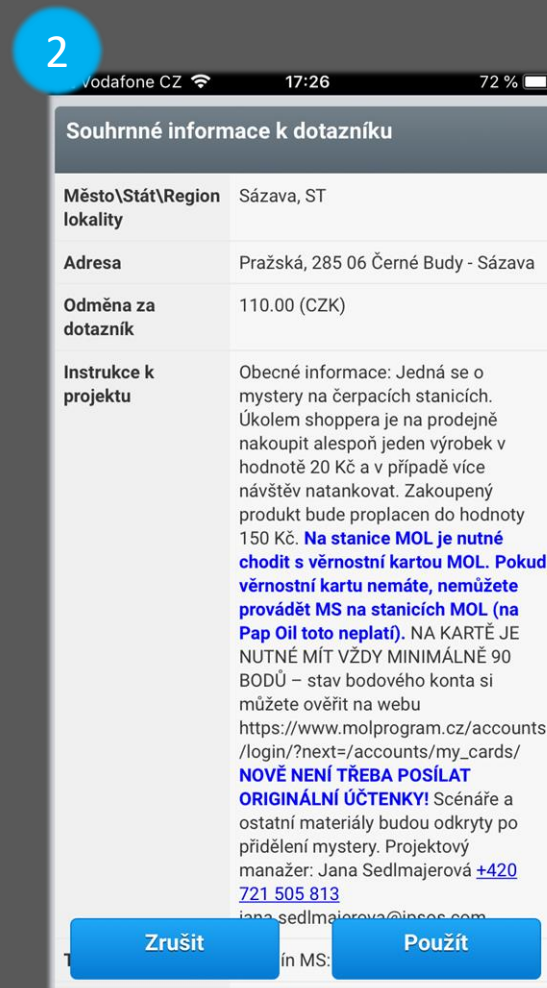 2
Vodafone CZ 17:26 72 %
Souhrnné informace k dotazníku
Město\Stát\Region
lokality
Sázava, ST
Adresa
Pražská, 285 06 Černé Budy - Sázava
Odměna za
dotazník
110.00 (CZK)
Instrukce k
projektu
Obecné informace: Jedná se o
mystery na čerpacích stanicích.
Úkolem shoppera je na prodejně
nakoupit alespoň jeden výrobek v
hodnotě 20 Kč a v případě více
návštěv natankovat. Zakoupený
produkt bude proplacen do hodnoty
150 Kč. Na stanice MOL je nutné
chodit s věrnostní kartou MOL. Pokud
věrnostní kartu nemáte, nemůžete
provádět MS na stanicích MOL (na
Pap Oil toto neplatí). NA KARTĚ JE
NUTNÉ MÍT VŽDY MINIMÁLNĚ 90
BODŮ – stav bodového konta si
můžete ověřit na webu
https://www.molprogram.cz/accounts
/login/?next=/accounts/my_cards/
NOVĚ NENÍ TŘEBA POSÍLAT
ORIGINÁLNÍ ÚČTENKY! Scénáře a
ostatní materiály budou odkryty po
přidělení mystery. Projektový
manažer: Jana Sedlmajerová +420
721 505 813
jana.sedlmajerova@ipsos.com
Zrušit
ín MS:
Použít